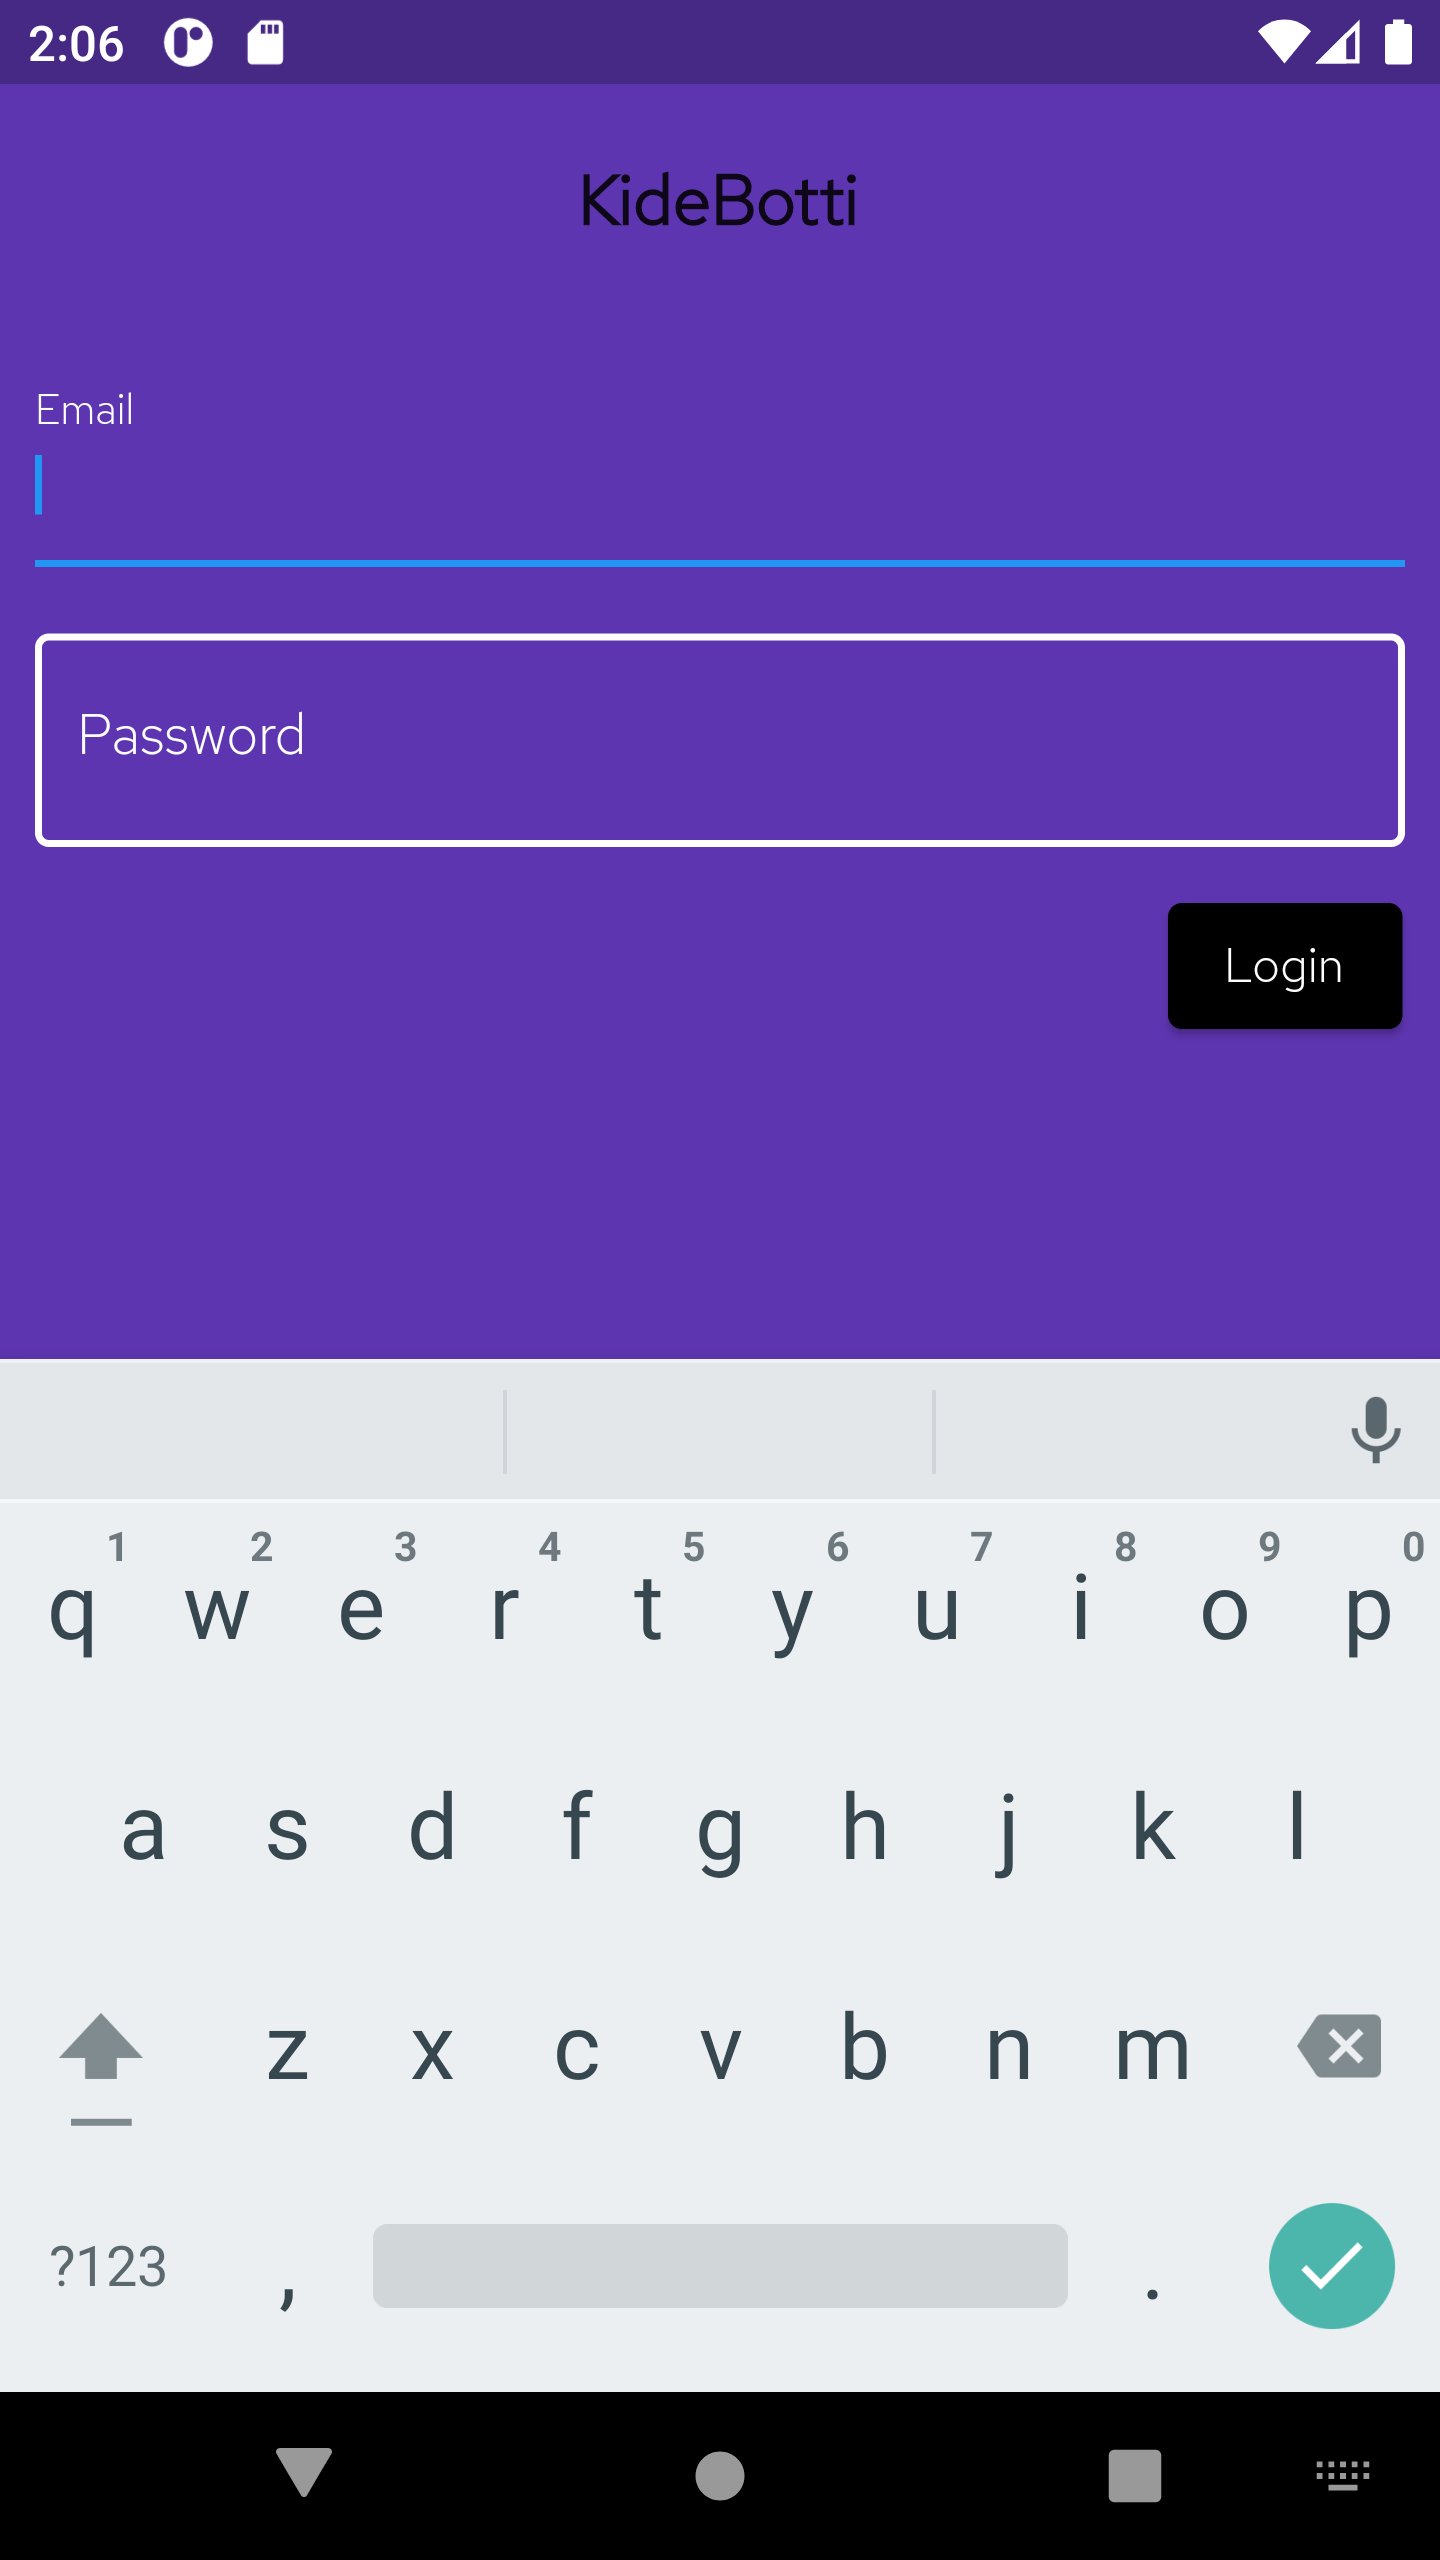 2:06
KideBotti
Email
Password
Login
1 2 3 4 5 6 7 8 9 0
q w e r t y u i o p
a s d f g h j k l
z x c v b n m
?123 , .